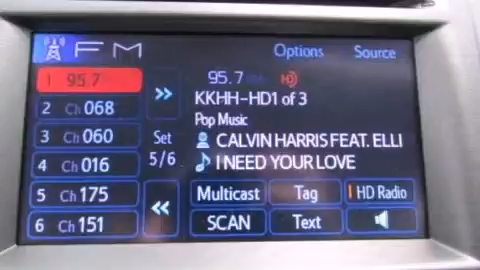 FM
Options
Source
1 95.7
2 Ch 068
3 Ch 060
4 Ch 016
5 Ch 175
6 Ch 151
Set
5/6
95.7
KKHH-HD1 of 3
Pop Music
CALVIN HARRIS FEAT. ELLI
I NEED YOUR LOVE
Multicast
Tag
HD Radio
SCAN
Text